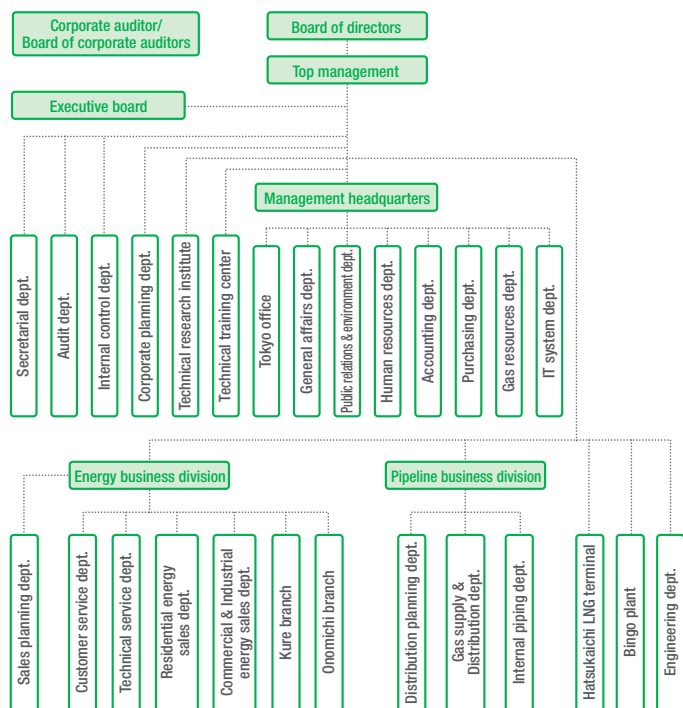 Corporate auditor/
Board of corporate auditors
Board of directors
Top management
Executive board
Management headquarters
Secretarial dept.
Audit dept.
Internal control dept.
Corporate planning dept.
Technical research institute
Technical training center
Tokyo office
General affairs dept.
Public relations & environment dept.
Human resources dept.
Accounting dept.
Purchasing dept.
Gas resources dept.
IT system dept.
Energy business division
Pipeline business division
Sales planning dept.
Customer service dept.
Technical service dept.
Residential energy
sales dept.
Commercial & Industrial
energy sales dept.
Kure branch
Onomichi branch
Distribution planning dept.
Gas supply &
Distribution dept.
Internal piping dept.
Hatsukaichi LNG terminal
Bingo plant
Engineering dept.